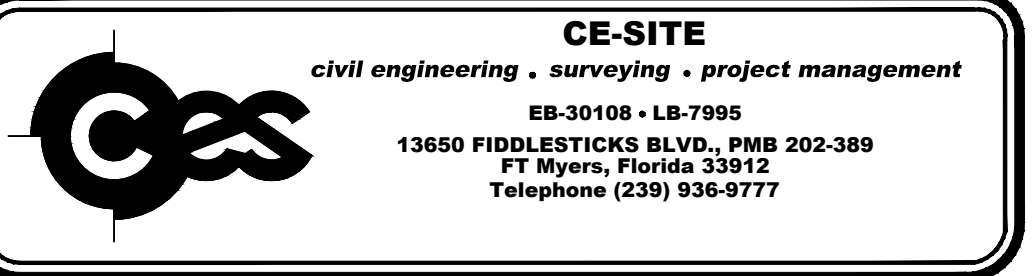 ces
CE-SITE
civil engineering • surveying • project management
EB-30108 • LB-7995
13650 FIDDLESTICKS BLVD., PMB 202-389
FT Myers, Florida 33912
Telephone (239) 936-9777